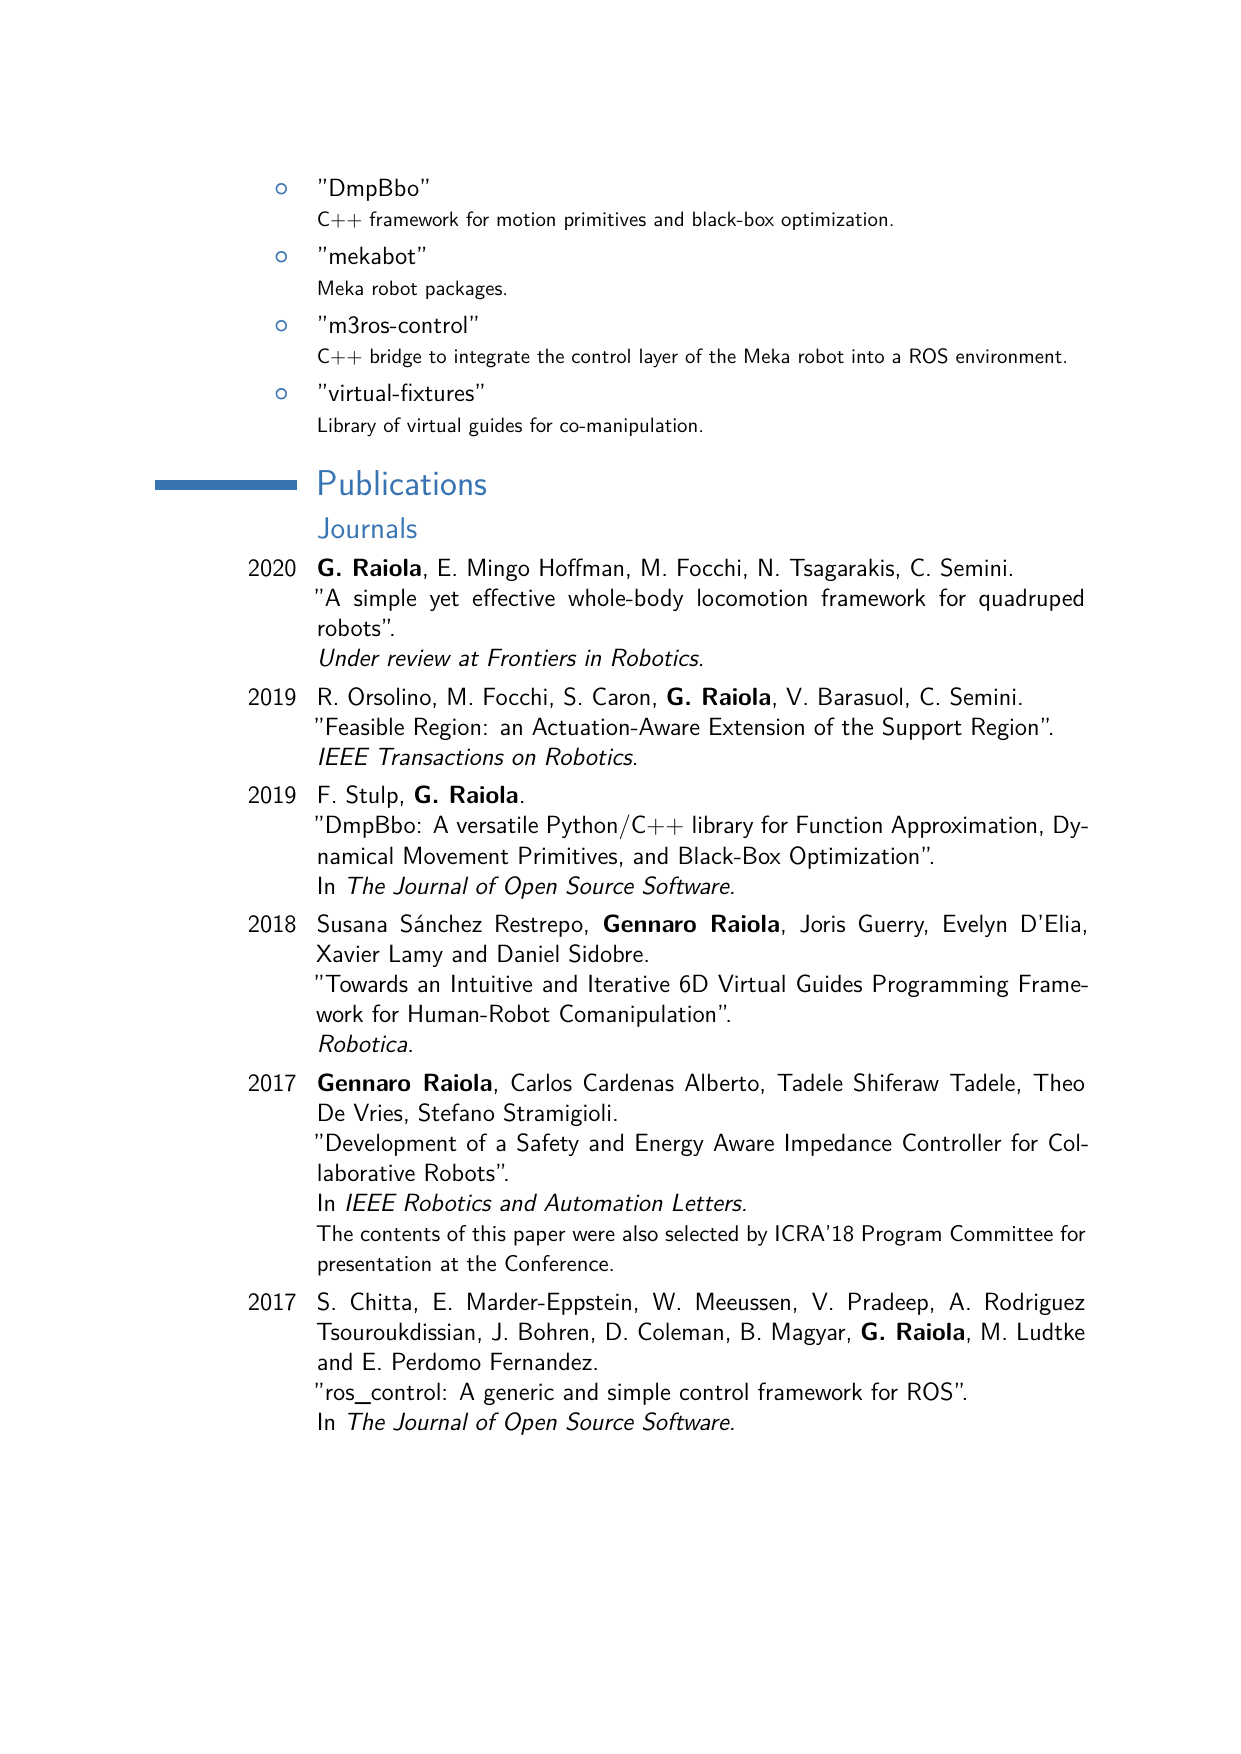 "DmpBbo"
C++ framework for motion primitives and black-box optimization.
"mekabot"
Meka robot packages.
"m3ros-control"
C++ bridge to integrate the control layer of the Meka robot into a ROS environment.
"virtual-fixtures"
Library of virtual guides for co-manipulation.
Publications
Journals
2020 G. Raiola, E. Mingo Hoffman, M. Focchi, N. Tsagarakis, C. Semini.
"A simple yet effective whole-body locomotion framework for quadruped
robots".
Under review at Frontiers in Robotics.
2019 R. Orsolino, M. Focchi, S. Caron, G. Raiola, V. Barasuol, C. Semini.
"Feasible Region: an Actuation-Aware Extension of the Support Region".
IEEE Transactions on Robotics.
2019 F. Stulp, G. Raiola.
"DmpBbo: A versatile Python/C++ library for Function Approximation, Dy-
namical Movement Primitives, and Black-Box Optimization".
In The Journal of Open Source Software.
2018 Susana Sánchez Restrepo, Gennaro Raiola, Joris Guerry, Evelyn D'Elia,
Xavier Lamy and Daniel Sidobre.
"Towards an Intuitive and Iterative 6D Virtual Guides Programming Frame-
work for Human-Robot Comanipulation".
Robotica.
2017 Gennaro Raiola, Carlos Cardenas Alberto, Tadele Shiferaw Tadele, Theo
De Vries, Stefano Stramigioli.
"Development of a Safety and Energy Aware Impedance Controller for Col-
laborative Robots".
In IEEE Robotics and Automation Letters.
The contents of this paper were also selected by ICRA'18 Program Committee for
presentation at the Conference.
2017 S. Chitta, E. Marder-Eppstein, W. Meeussen, V. Pradeep, A. Rodriguez
Tsouroukdissian, J. Bohren, D. Coleman, B. Magyar, G. Raiola, M. Ludtke
and E. Perdomo Fernandez.
"ros_control: A generic and simple control framework for ROS".
In The Journal of Open Source Software.